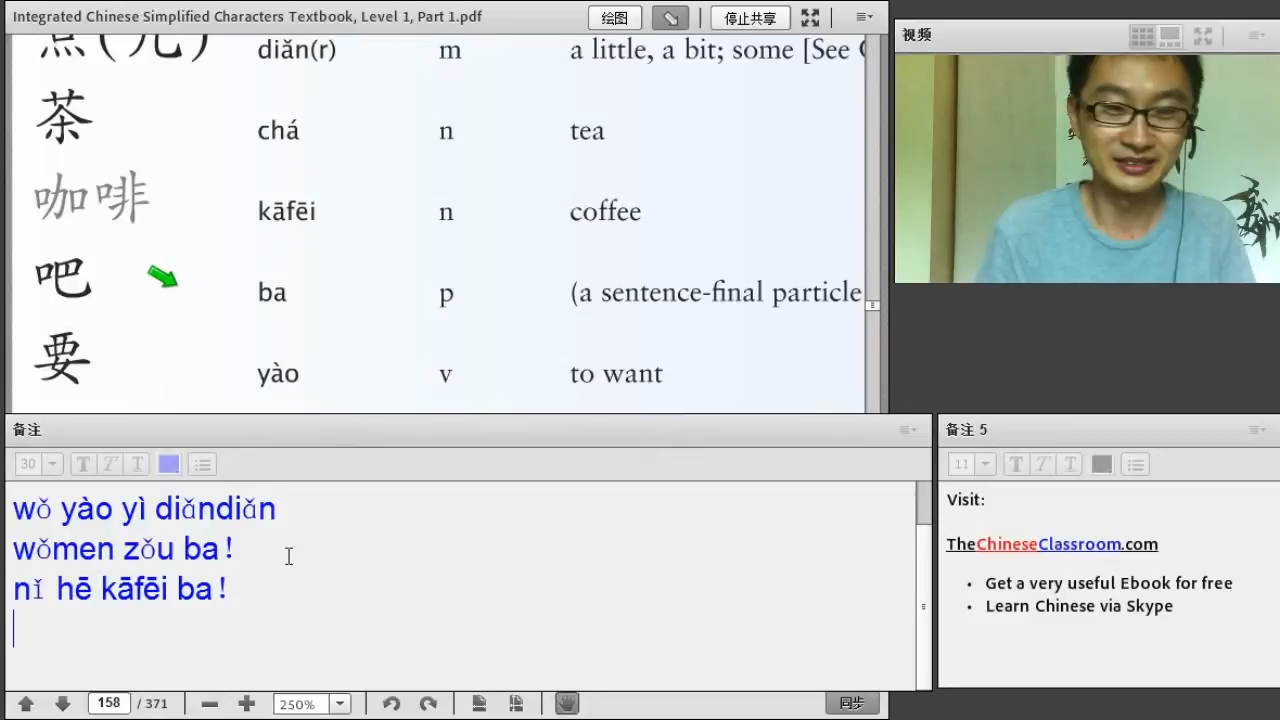 Integrated Chinese Simplified Characters Textbook, Level 1, Part 1.pdf
绘图
停止共享
点(儿) diǎn(r) m a little, a bit; some [See
茶 chá n tea
咖啡 kāfēi n coffee
吧 ba p (a sentence-final particle
要 yào v to want
视频
备注
30
wǒ yào yì diǎndiǎn
wǒmen zǒu ba！
nǐ hē kāfēi ba！
158 / 371
250%
同步
备注 5
11
Visit:
TheChineseClassroom.com
• Get a very useful Ebook for free
• Learn Chinese via Skype